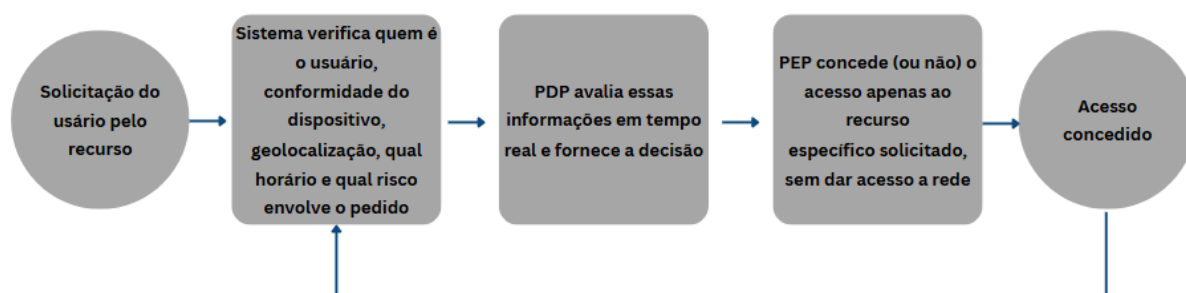 Solicitação do
usário pelo
recurso
Sistema verifica quem é
o usuário,
conformidade do
dispositivo,
geolocalização, qual
horário e qual risco
envolve o pedido
PDP avalia essas
informações em tempo
real e fornece a decisão
PEP concede (ou não) o
acesso apenas ao
recurso
específico solicitado,
sem dar acesso a rede
Acesso
concedido